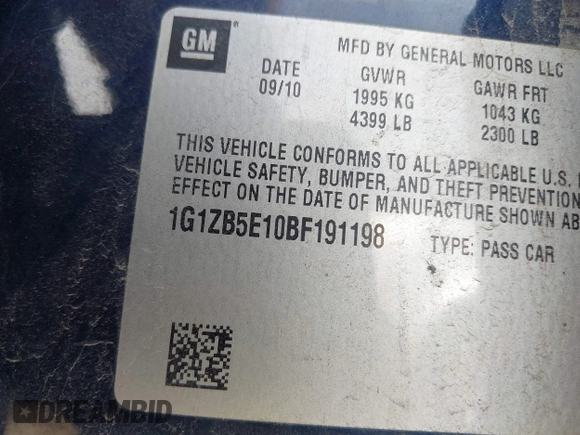 GM
MFD BY GENERAL MOTORS LLC
DATE GVWR GAWR FRT
09/10 1995 KG 1043 KG
4399 LB 2300 LB
THIS VEHICLE CONFORMS TO ALL APPLICABLE U.S.
VEHICLE SAFETY, BUMPER, AND THEFT PREVENTION
EFFECT ON THE DATE OF MANUFACTURE SHOWN AB
1G1ZB5E10BF191198 TYPE: PASS CAR
DREAMBID